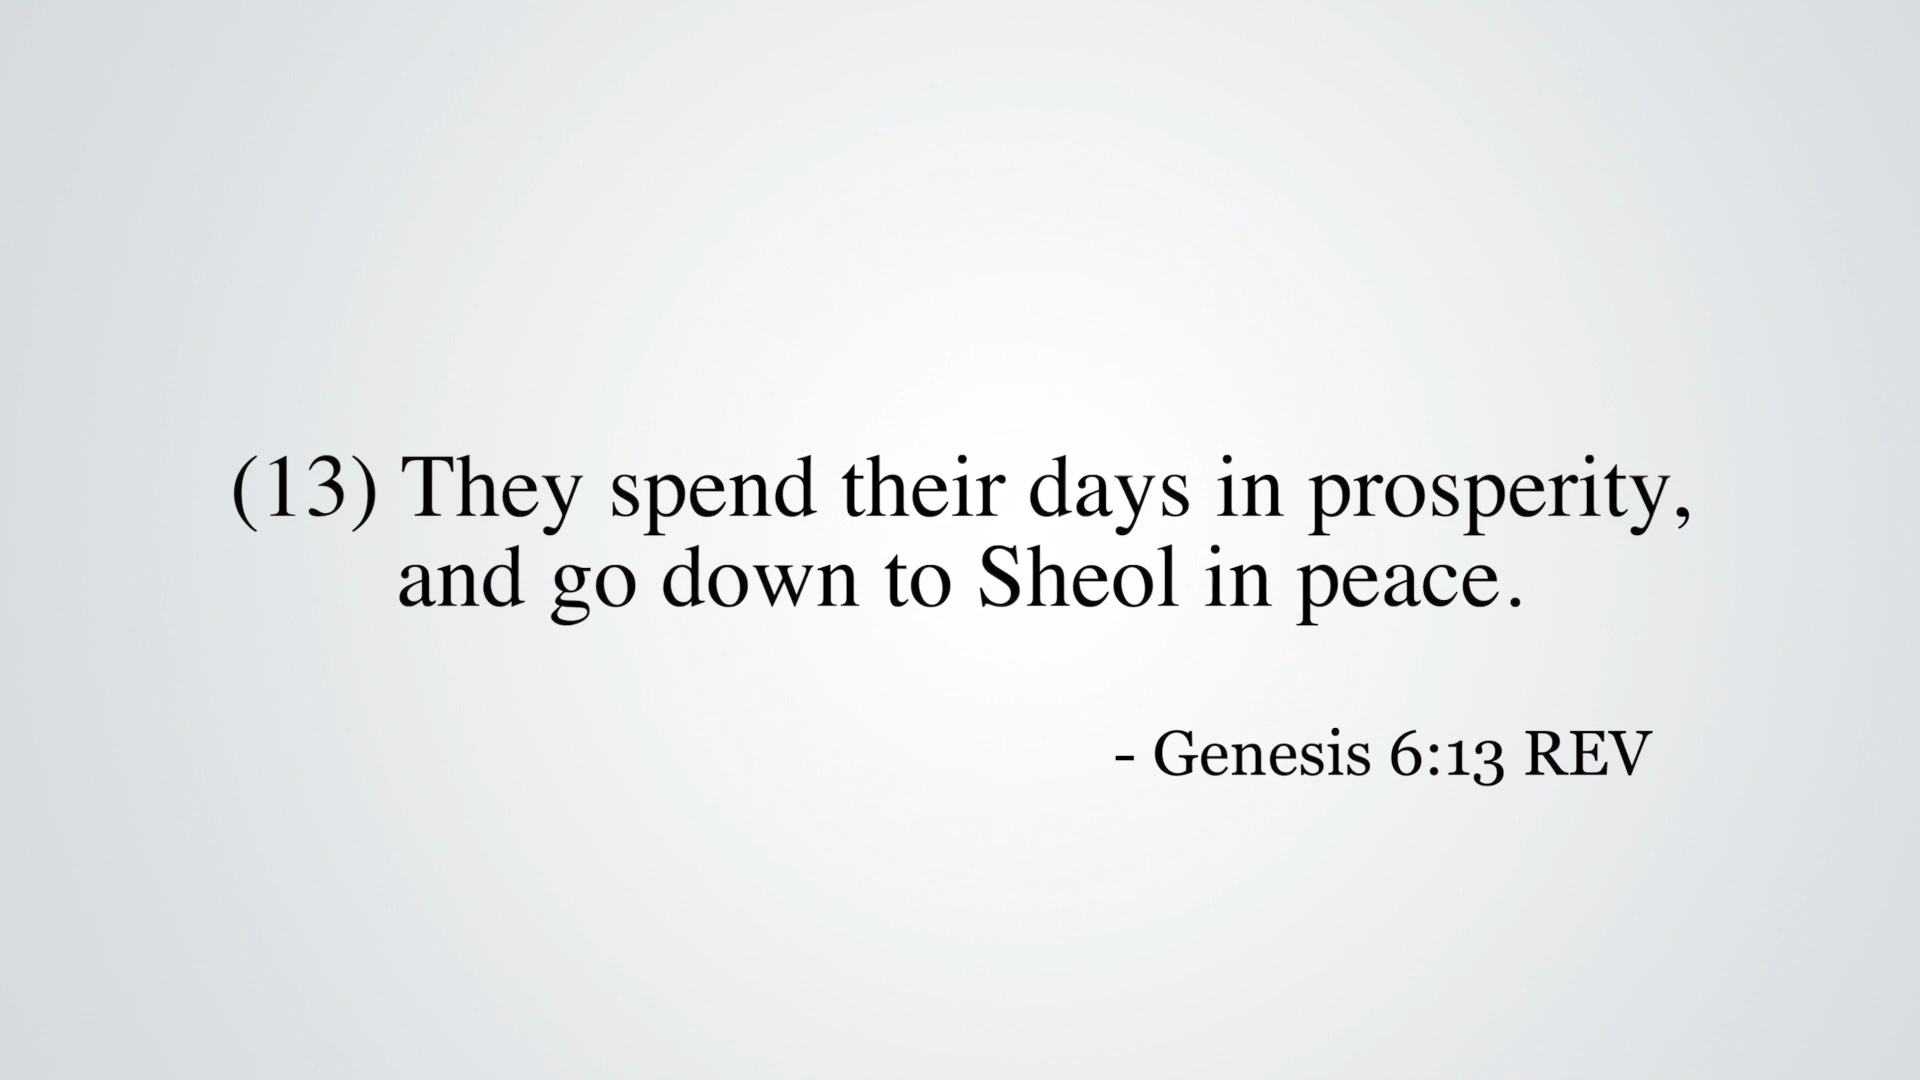 (13) They spend their days in prosperity,
and go down to Sheol in peace.
- Genesis 6:13 REV